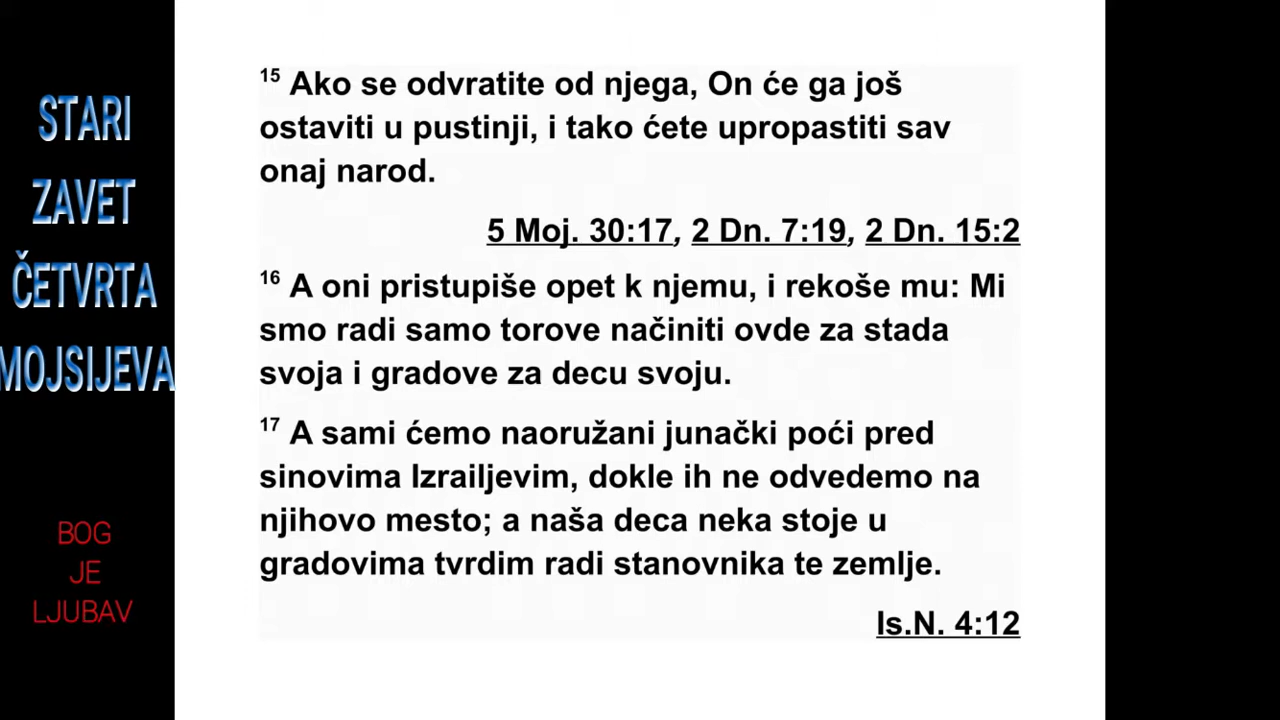 STARI
ZAVET
ČETVRTA
MOJSIJEVA
BOG
JE
LJUBAV
15 Ako se odvratite od njega, On će ga još
ostaviti u pustinji, i tako ćete upropastiti sav
onaj narod.
5 Moj. 30:17, 2 Dn. 7:19, 2 Dn. 15:2
16 A oni pristupiše opet k njemu, i rekoše mu: Mi
smo radi samo torove načiniti ovde za stada
svoja i gradove za decu svoju.
17 A sami ćemo naoružani junački poći pred
sinovima Izrailjevim, dokle ih ne odvedemo na
njihovo mesto; a naša deca neka stoje u
gradovima tvrdim radi stanovnika te zemlje.
Is.N. 4:12